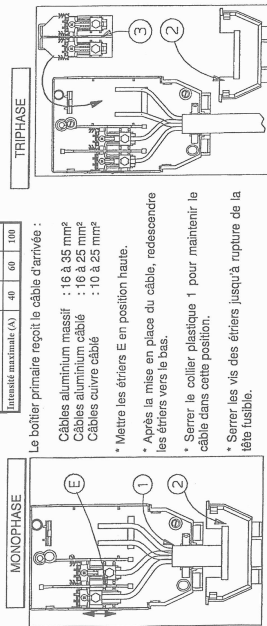 MONOPHASE
E
1
2
Intensité maximale (A) 40 60 100
Le boîtier primaire reçoit le câble d'arrivée :
Câbles aluminium massif : 16 à 35 mm²
Câbles aluminium câblé : 16 à 25 mm²
Câbles cuivre câblé : 10 à 25 mm²
* Mettre les étriers E en position haute.
* Après la mise en place du câble, redescendre
les étriers vers le bas.
* Serrer le collier plastique 1 pour maintenir le
câble dans cette position.
* Serrer les vis des étriers jusqu'à rupture de la
tête fusible.
TRIPHASE
3
2